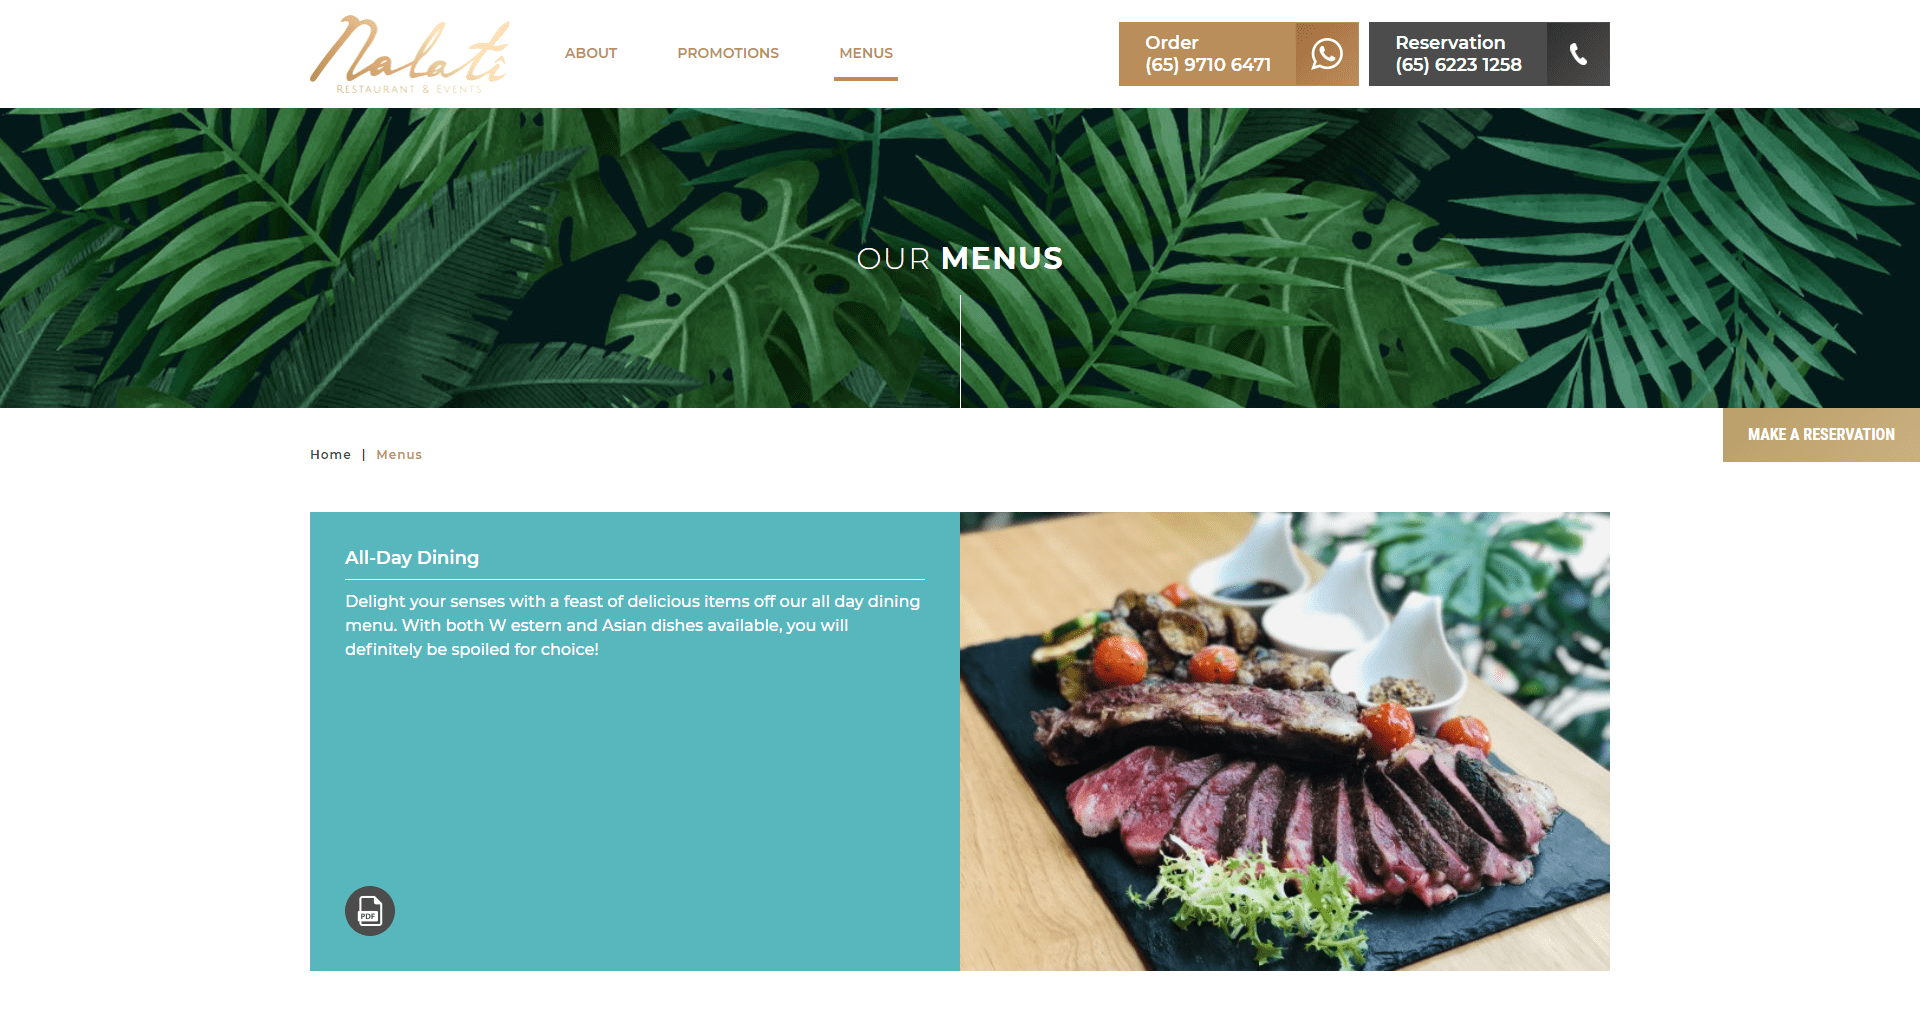 Nalatî
RESTAURANT & EVENTS
ABOUT
PROMOTIONS
MENUS
Order
(65) 9710 6471
Reservation
(65) 6223 1258
OUR MENUS
MAKE A RESERVATION
Home | Menus
All-Day Dining
Delight your senses with a feast of delicious items off our all day dining
menu. With both W estern and Asian dishes available, you will
definitely be spoiled for choice!
PDF